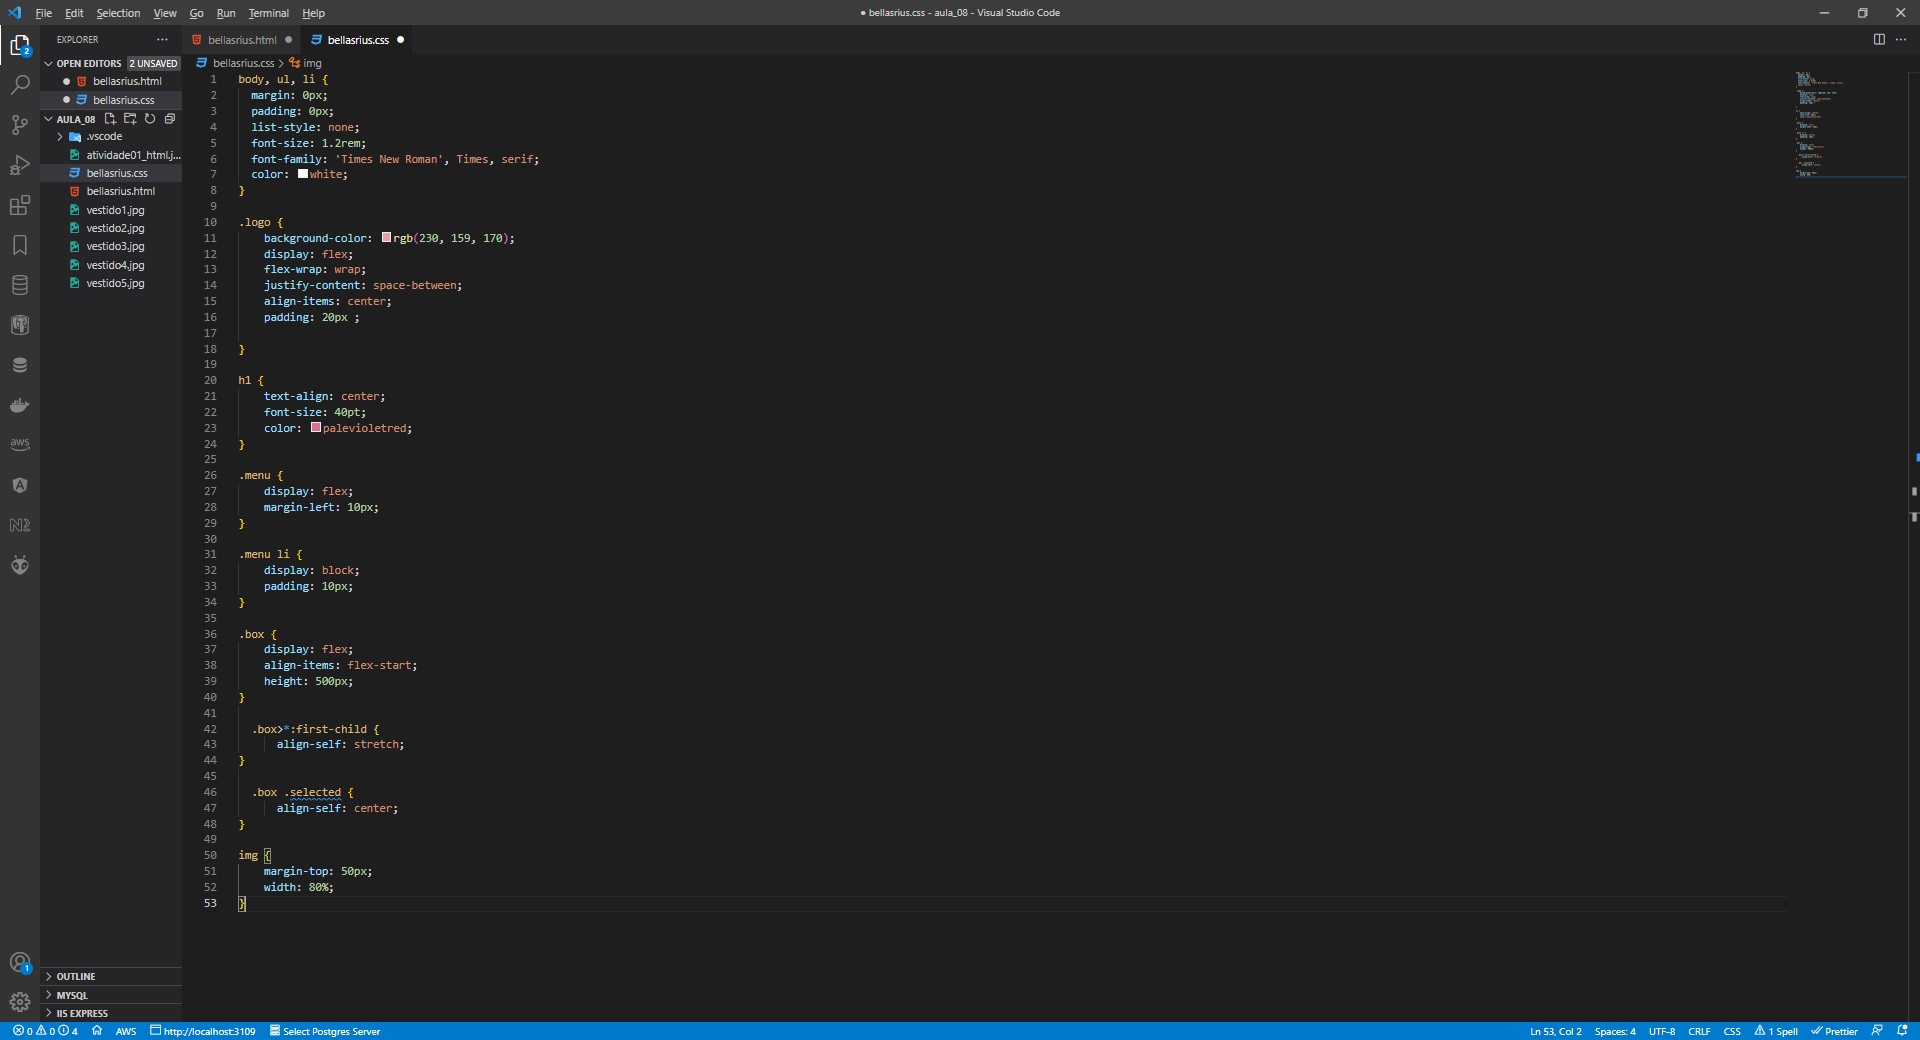 File Edit Selection View Go Run Terminal Help
● bellasrius.css - aula_08 - Visual Studio Code
EXPLORER
bellasrius.html
bellasrius.css
OPEN EDITORS 2 UNSAVED
bellasrius.html
bellasrius.css
AULA_08
.vscode
atividade01_html.j...
bellasrius.css
bellasrius.html
vestido1.jpg
vestido2.jpg
vestido3.jpg
vestido4.jpg
vestido5.jpg
OUTLINE
MYSQL
IIS EXPRESS
aws
2
1
bellasrius.css > img
1 body, ul, li {
2 margin: 0px;
3 padding: 0px;
4 list-style: none;
5 font-size: 1.2rem;
6 font-family: 'Times New Roman', Times, serif;
7 color: white;
8 }
9
10 .logo {
11 background-color: rgb(230, 159, 170);
12 display: flex;
13 flex-wrap: wrap;
14 justify-content: space-between;
15 align-items: center;
16 padding: 20px ;
17
18 }
19
20 h1 {
21 text-align: center;
22 font-size: 40pt;
23 color: palevioletred;
24 }
25
26 .menu {
27 display: flex;
28 margin-left: 10px;
29 }
30
31 .menu li {
32 display: block;
33 padding: 10px;
34 }
35
36 .box {
37 display: flex;
38 align-items: flex-start;
39 height: 500px;
40 }
41
42 .box>*:first-child {
43 align-self: stretch;
44 }
45
46 .box .selected {
47 align-self: center;
48 }
49
50 img {
51 margin-top: 50px;
52 width: 80%;
53 }
0 0 4 AWS http://localhost:3109 Select Postgres Server
Ln 53, Col 2 Spaces: 4 UTF-8 CRLF CSS 1 Spell Prettier